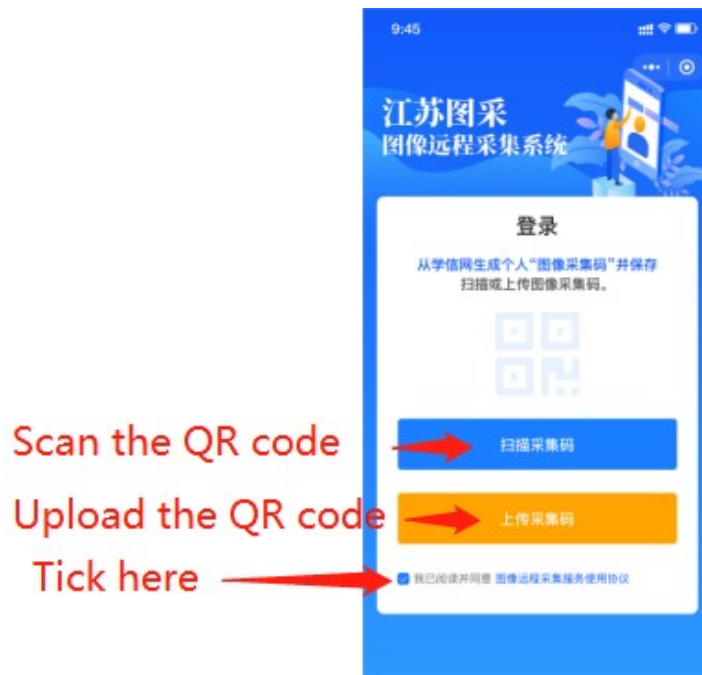 9:45
江苏图采
图像远程采集系统
登录
从学信网生成个人“图像采集码”并保存
扫描或上传图像采集码。
Scan the QR code
扫描采集码
Upload the QR code
上传采集码
Tick here
我已阅读并同意 图像远程采集服务使用协议